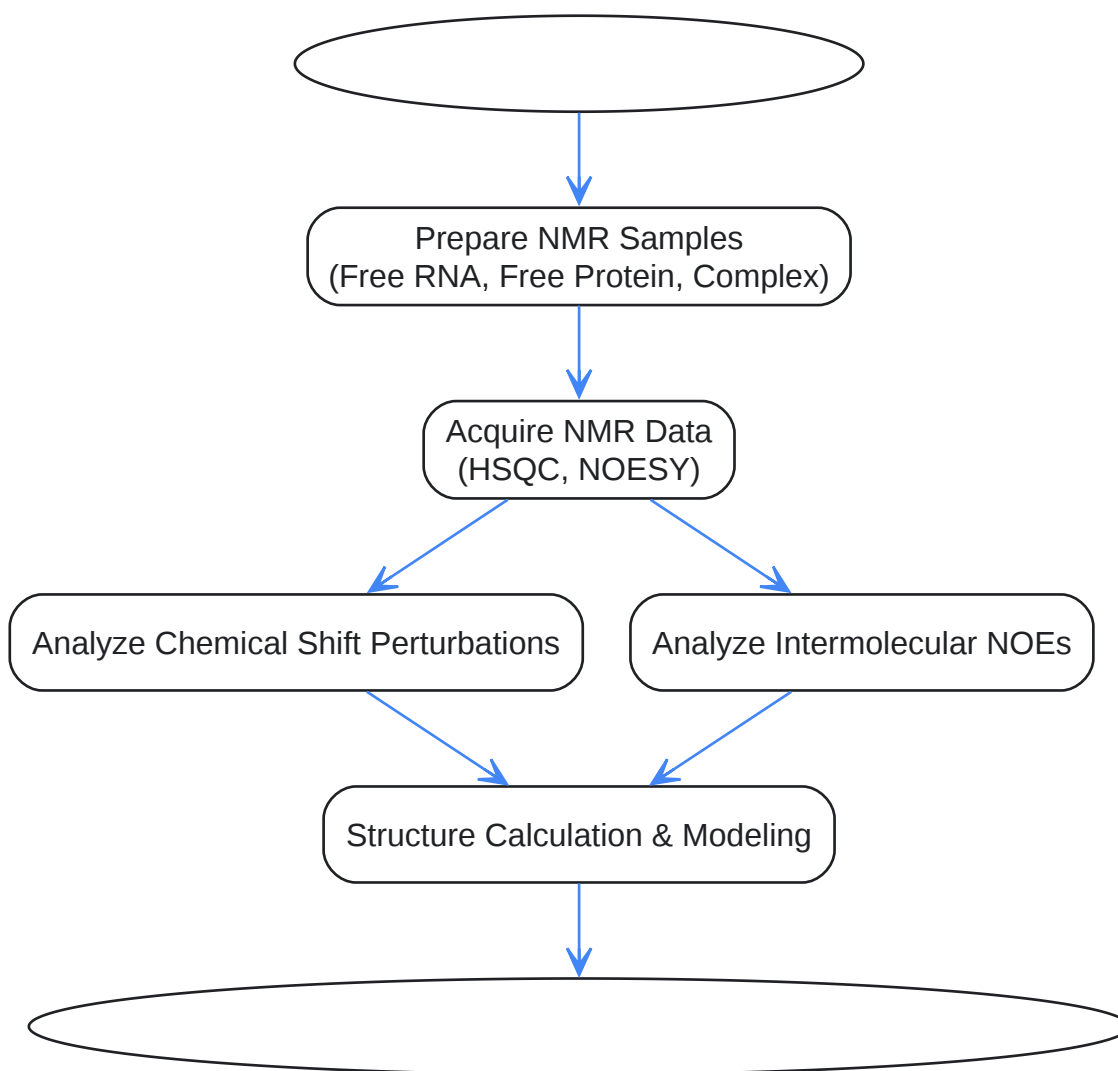 Prepare NMR Samples
(Free RNA, Free Protein, Complex)
Acquire NMR Data
(HSQC, NOESY)
Analyze Chemical Shift Perturbations
Analyze Intermolecular NOEs
Structure Calculation & Modeling